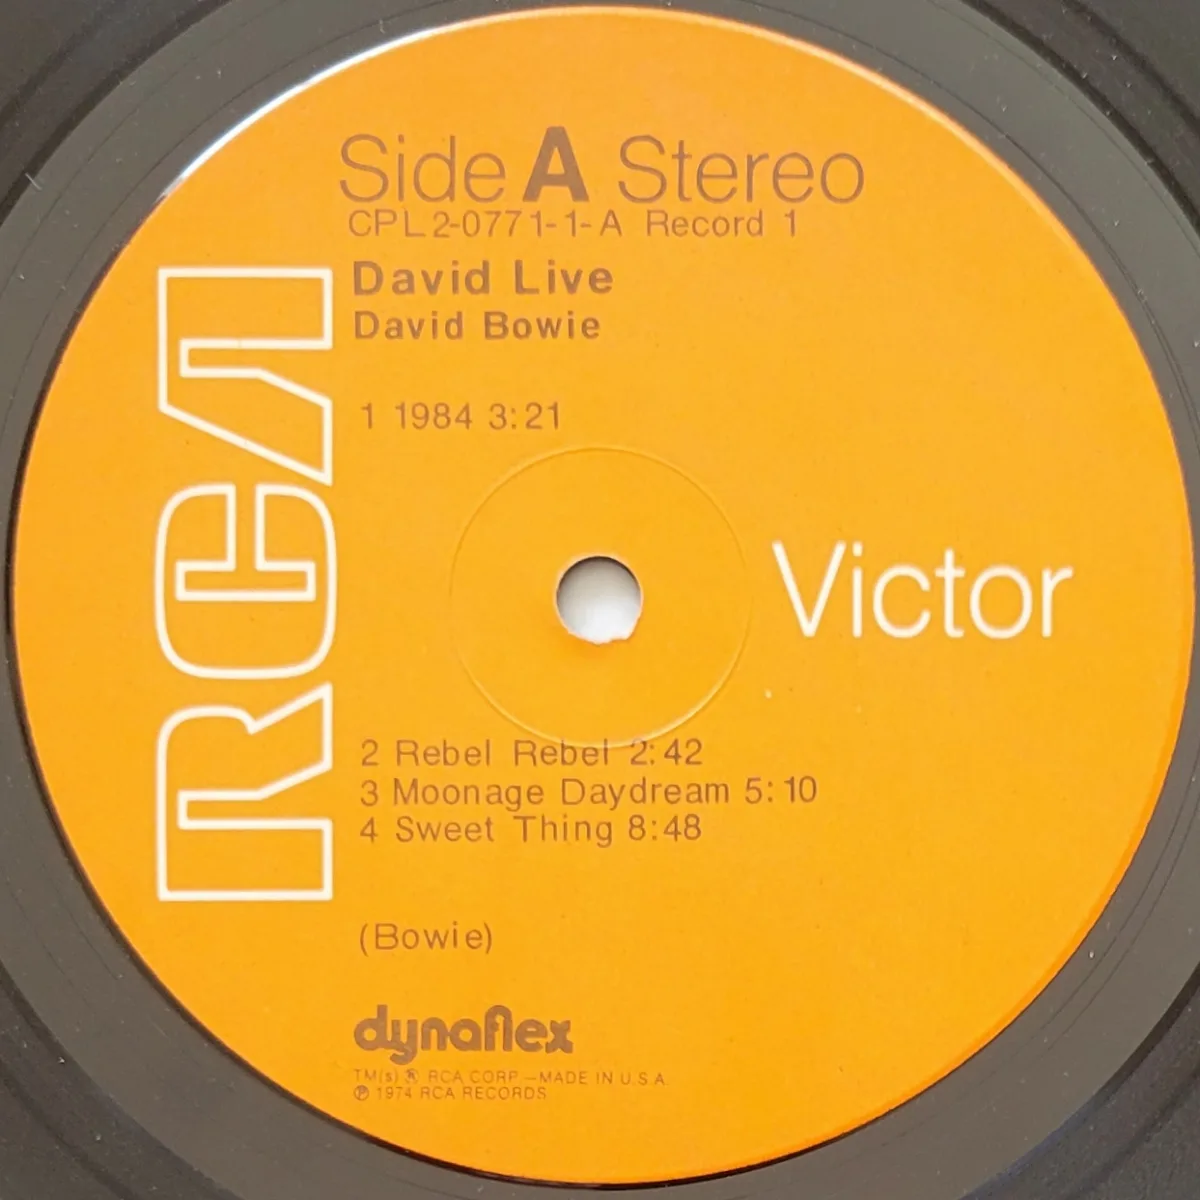 Side A Stereo
CPL2-0771-1-A Record 1
David Live
David Bowie
1 1984 3:21
RCA
Victor
2 Rebel Rebel 2:42
3 Moonage Daydream 5:10
4 Sweet Thing 8:48
(Bowie)
dynaflex
TM(s) ® RCA CORP.—MADE IN U.S.A.
℗ 1974 RCA RECORDS